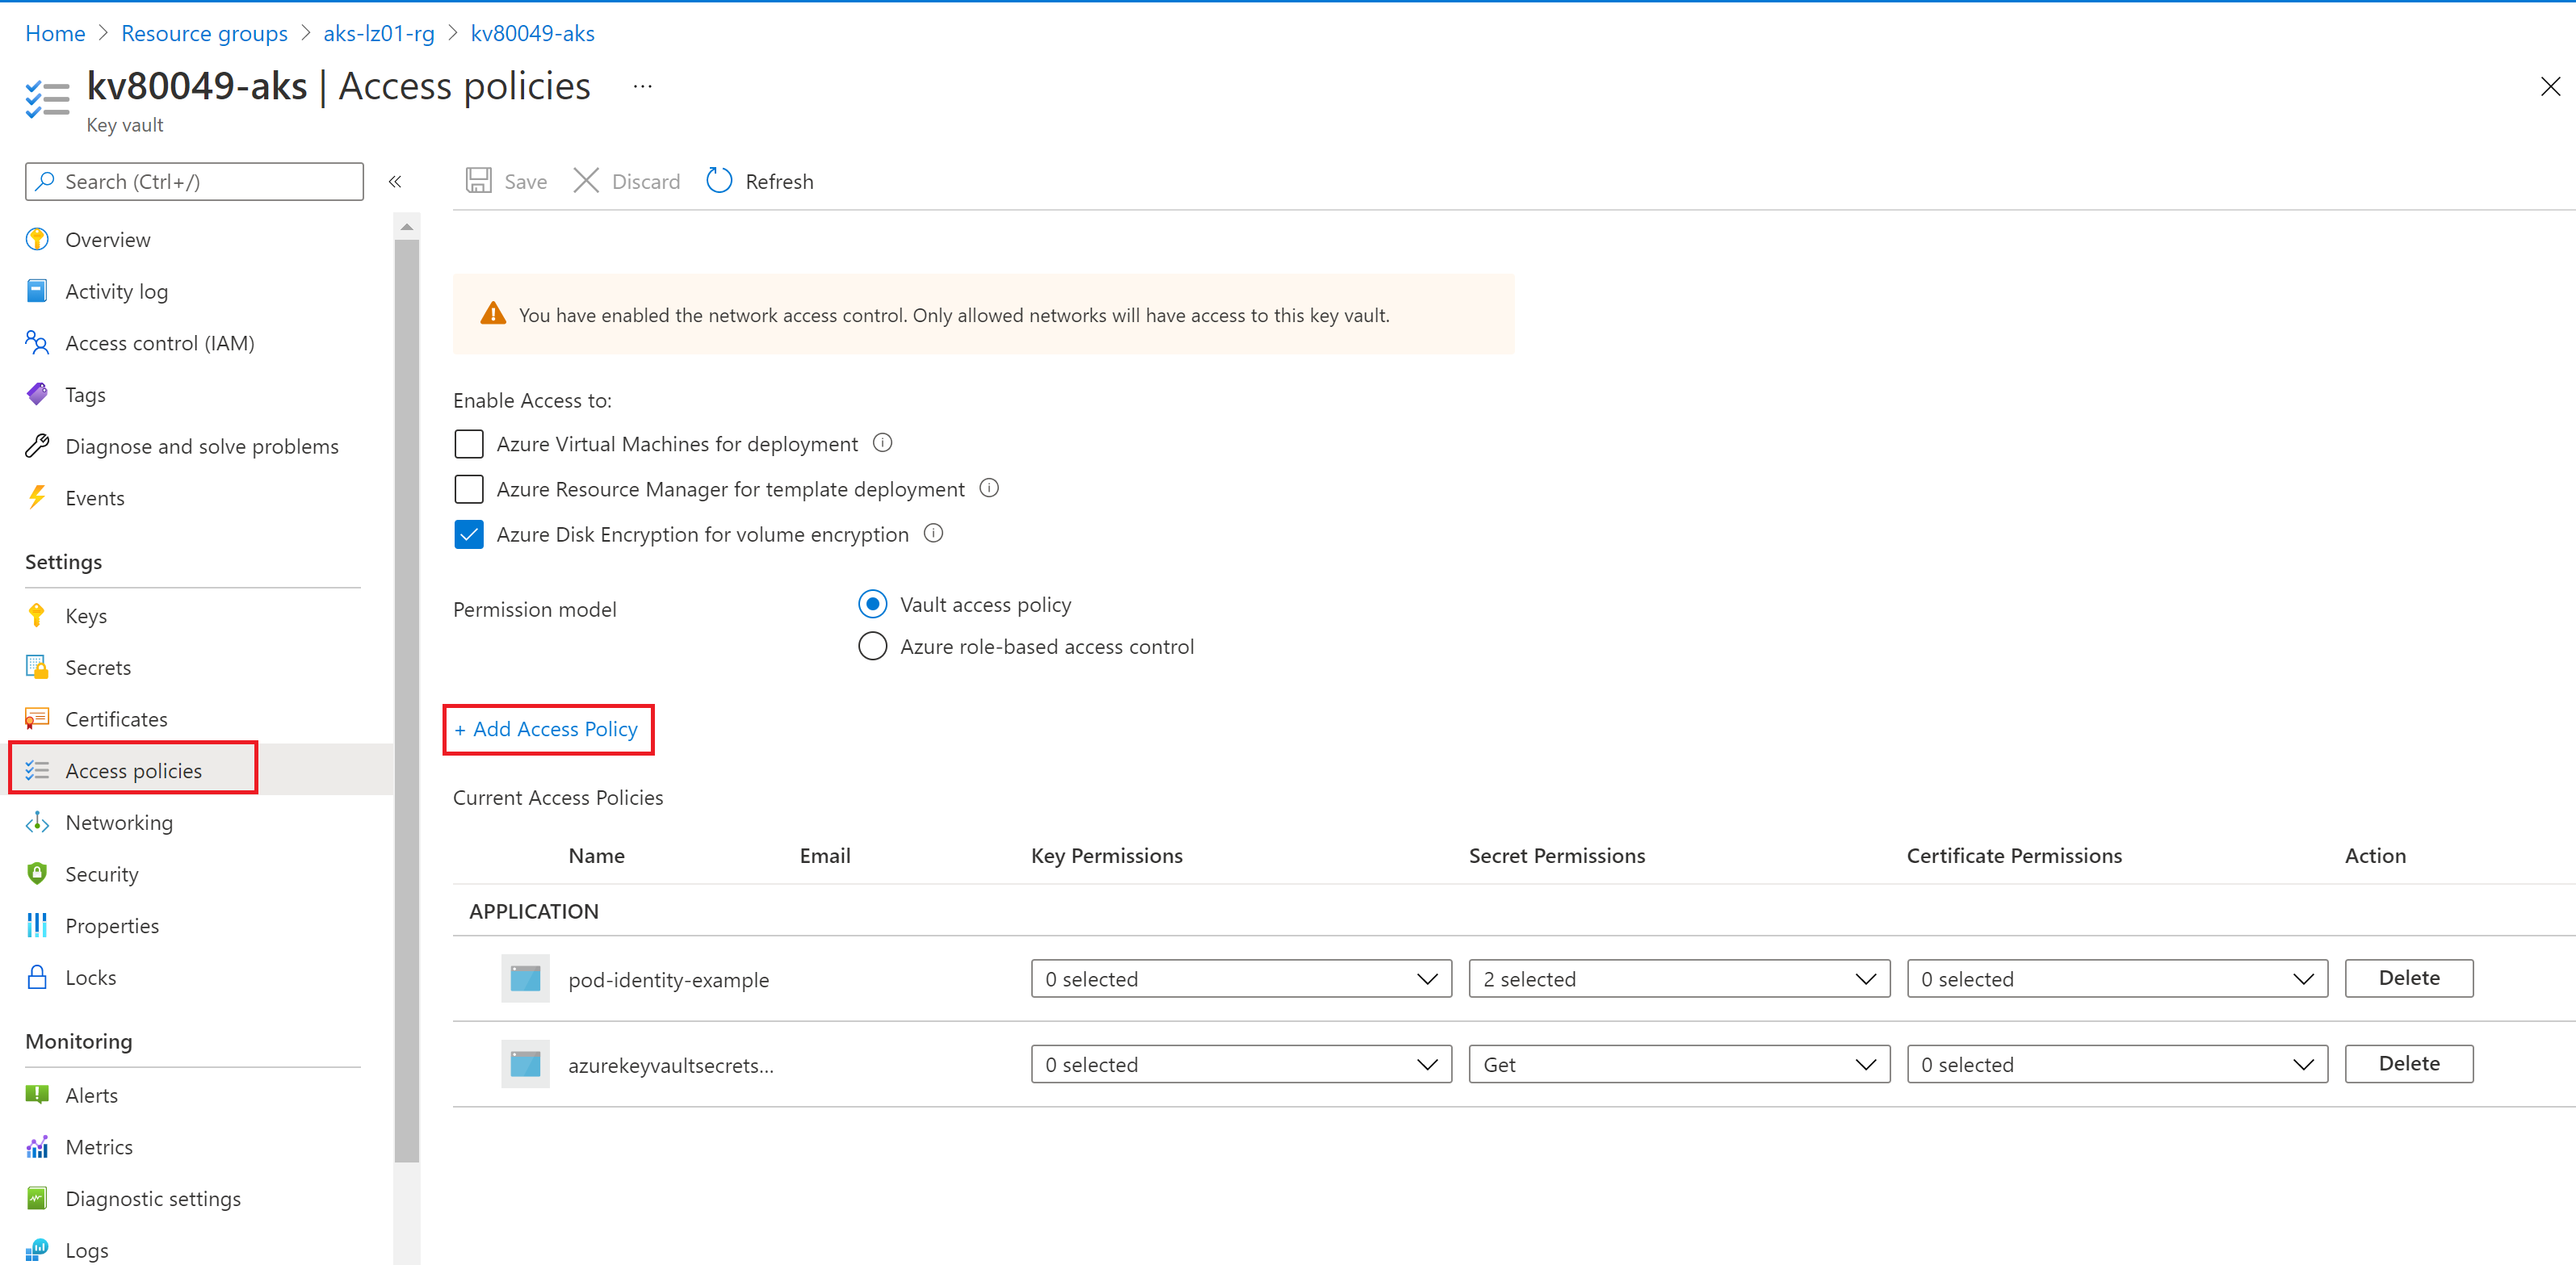 Home > Resource groups > aks-lz01-rg > kv80049-aks
kv80049-aks | Access policies ...
Key vault
Search (Ctrl+/)
«
Save
Discard
Refresh
Overview
Activity log
Access control (IAM)
Tags
Diagnose and solve problems
Events
Settings
Keys
Secrets
Certificates
Access policies
Networking
Security
Properties
Locks
Monitoring
Alerts
Metrics
Diagnostic settings
Logs
You have enabled the network access control. Only allowed networks will have access to this key vault.
Enable Access to:
Azure Virtual Machines for deployment
Azure Resource Manager for template deployment
Azure Disk Encryption for volume encryption
Permission model
Vault access policy
Azure role-based access control
+ Add Access Policy
Current Access Policies
Name Email Key Permissions Secret Permissions Certificate Permissions Action
APPLICATION
pod-identity-example 0 selected 2 selected 0 selected Delete
azurekeyvaultsecrets... 0 selected Get 0 selected Delete